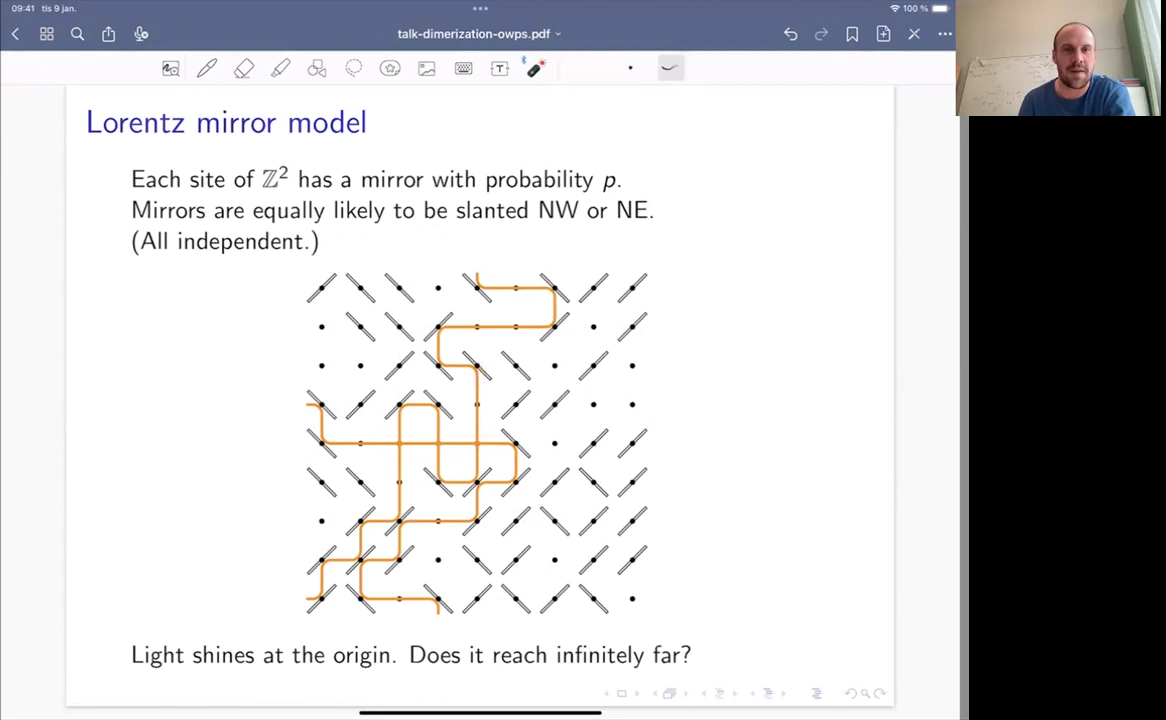 09:41 tis 9 jan.
100 %
talk-dimerization-owps.pdf
Lorentz mirror model
Each site of ℤ² has a mirror with probability p.
Mirrors are equally likely to be slanted NW or NE.
(All independent.)
Light shines at the origin. Does it reach infinitely far?